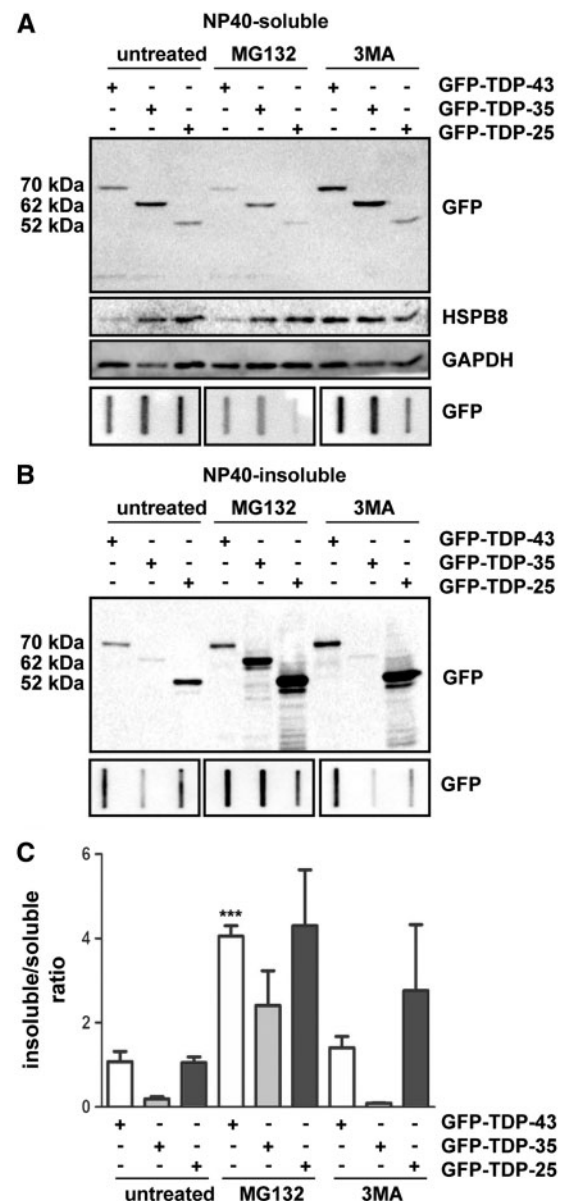 A
NP40-soluble
untreated MG132 3MA
+ - - + - - + - - GFP-TDP-43
- + - - + - - + - GFP-TDP-35
- - + - - + - - + GFP-TDP-25
70 kDa
62 kDa
52 kDa
GFP
HSPB8
GAPDH
GFP
B
NP40-insoluble
untreated MG132 3MA
+ - - + - - + - - GFP-TDP-43
- + - - + - - + - GFP-TDP-35
- - + - - + - - + GFP-TDP-25
70 kDa
62 kDa
52 kDa
GFP
GFP
C
insoluble/soluble
ratio
6
4
2
0
***
+ - - + - - + - - GFP-TDP-43
- + - - + - - + - GFP-TDP-35
- - + - - + - - + GFP-TDP-25
untreated MG132 3MA